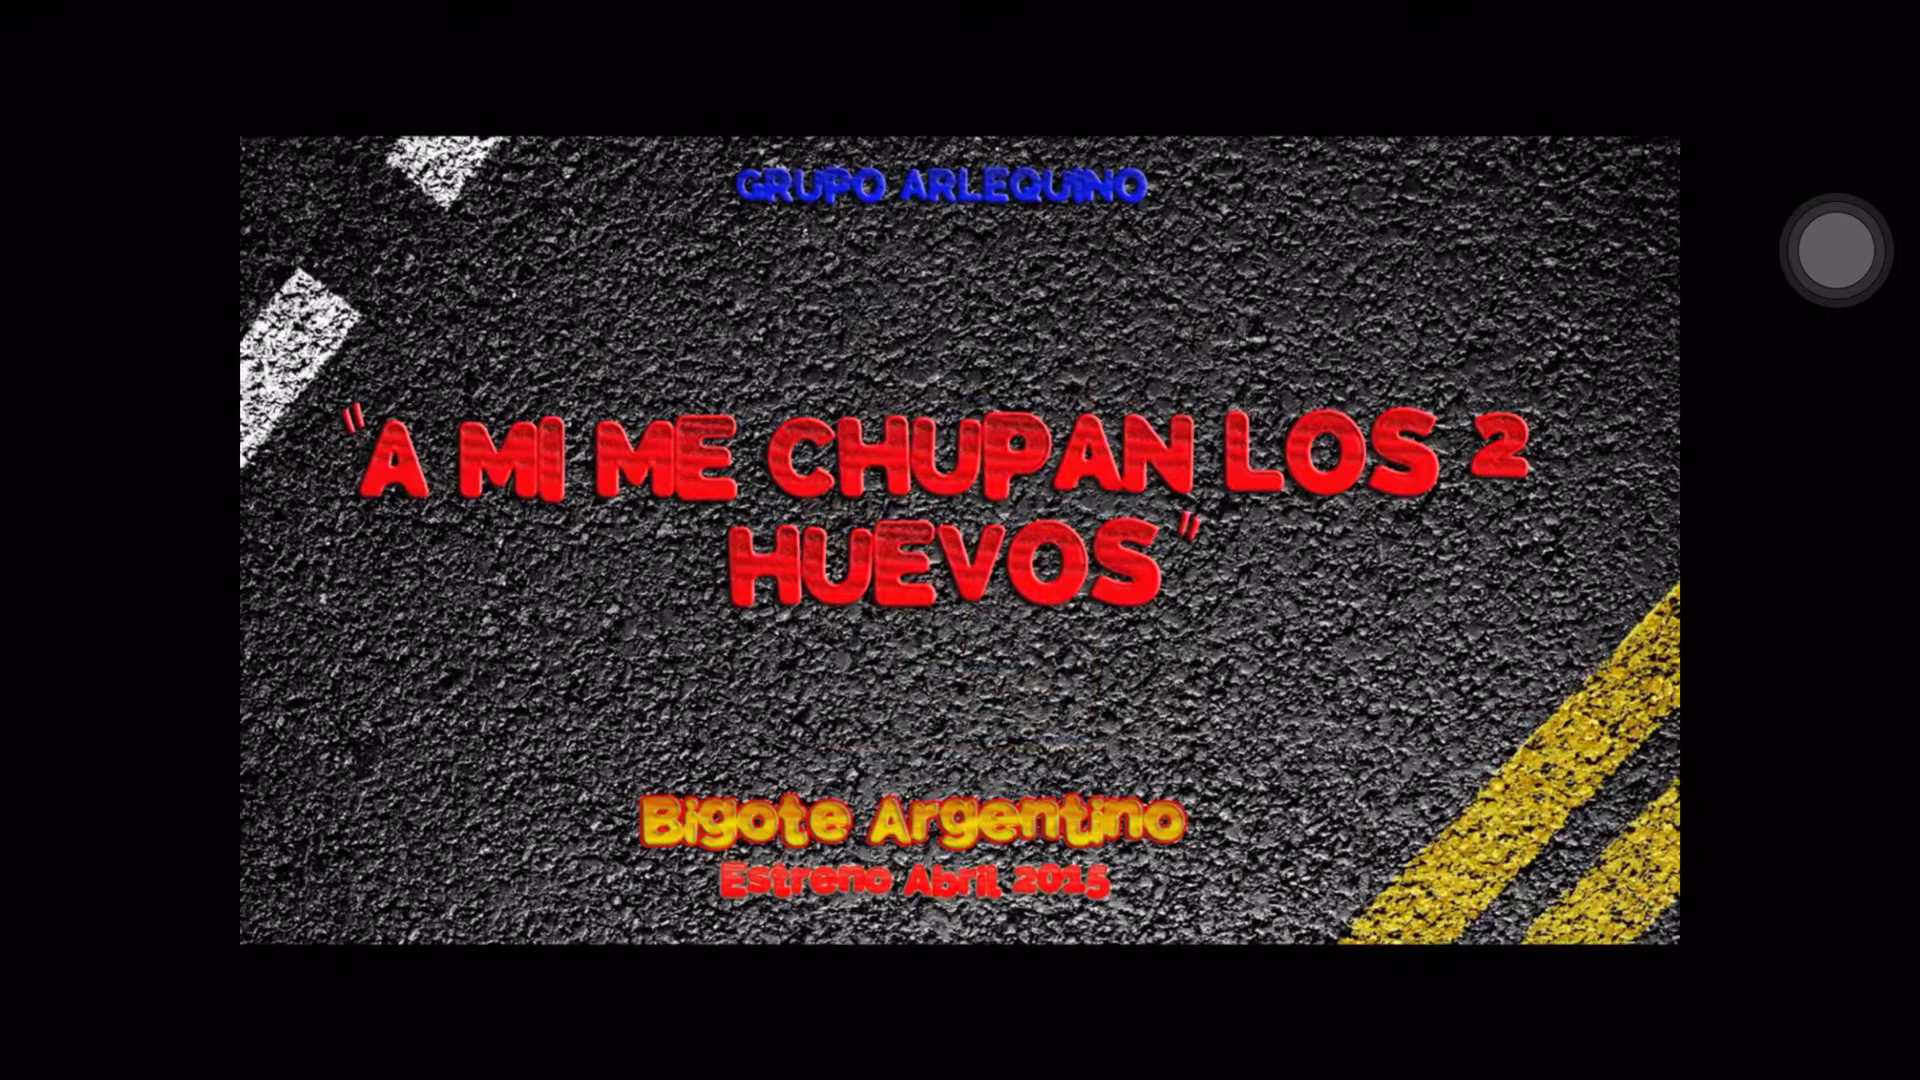 GRUPO ARLEQUINO
"A MI ME CHUPAN LOS 2
HUEVOS"
Bigote Argentino
Estreno Abril 2015